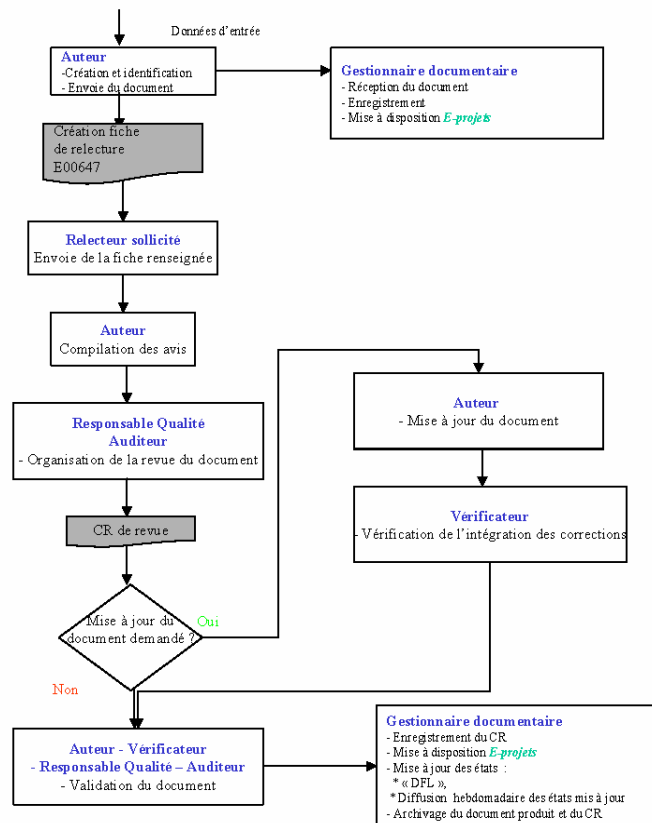 Données d'entrée
Auteur
-Création et identification
- Envoie du document
Gestionnaire documentaire
- Réception du document
- Enregistrement
- Mise à disposition E-projets
Création fiche
de relecture
E00647
Relecteur sollicité
Envoie de la fiche renseignée
Auteur
Compilation des avis
Responsable Qualité
Auditeur
- Organisation de la revue du document
CR de revue
Mise à jour du
document demandé ?
Oui
Non
Auteur
- Mise à jour du document
Vérificateur
- Vérification de l'intégration des corrections
Auteur - Vérificateur
- Responsable Qualité – Auditeur
- Validation du document
Gestionnaire documentaire
- Enregistrement du CR
- Mise à disposition E-projets
- Mise à jour des états :
* « DFL »,
* Diffusion hebdomadaire des états mis à jour
- Archivage du document produit et du CR